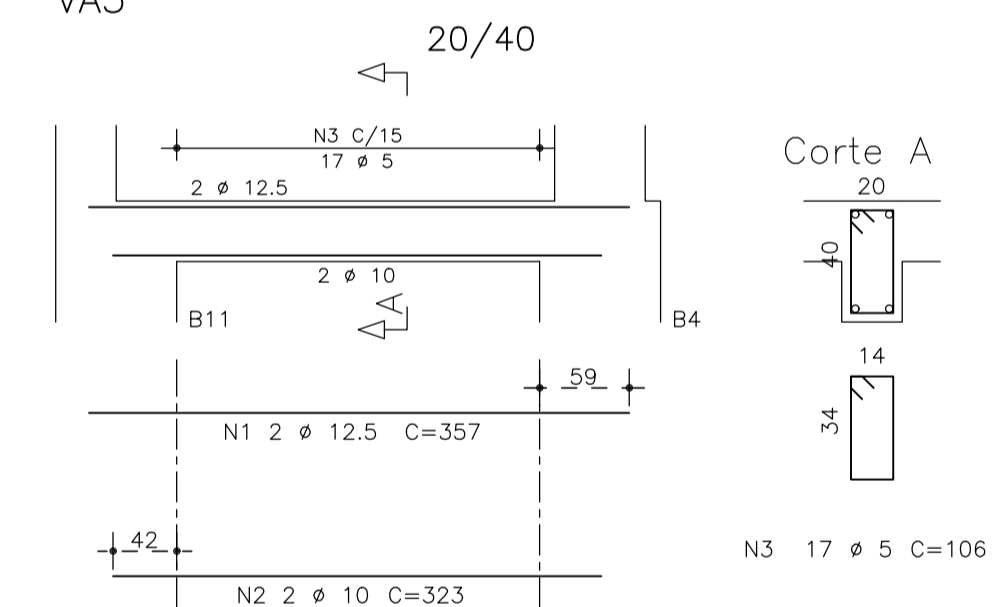 20/40
N3 C/15
17 ø 5
2 ø 12.5
2 ø 10
A
B11
B4
59
N1 2 ø 12.5 C=357
42
N2 2 ø 10 C=323
Corte A
20
40
14
34
N3 17 ø 5 C=106